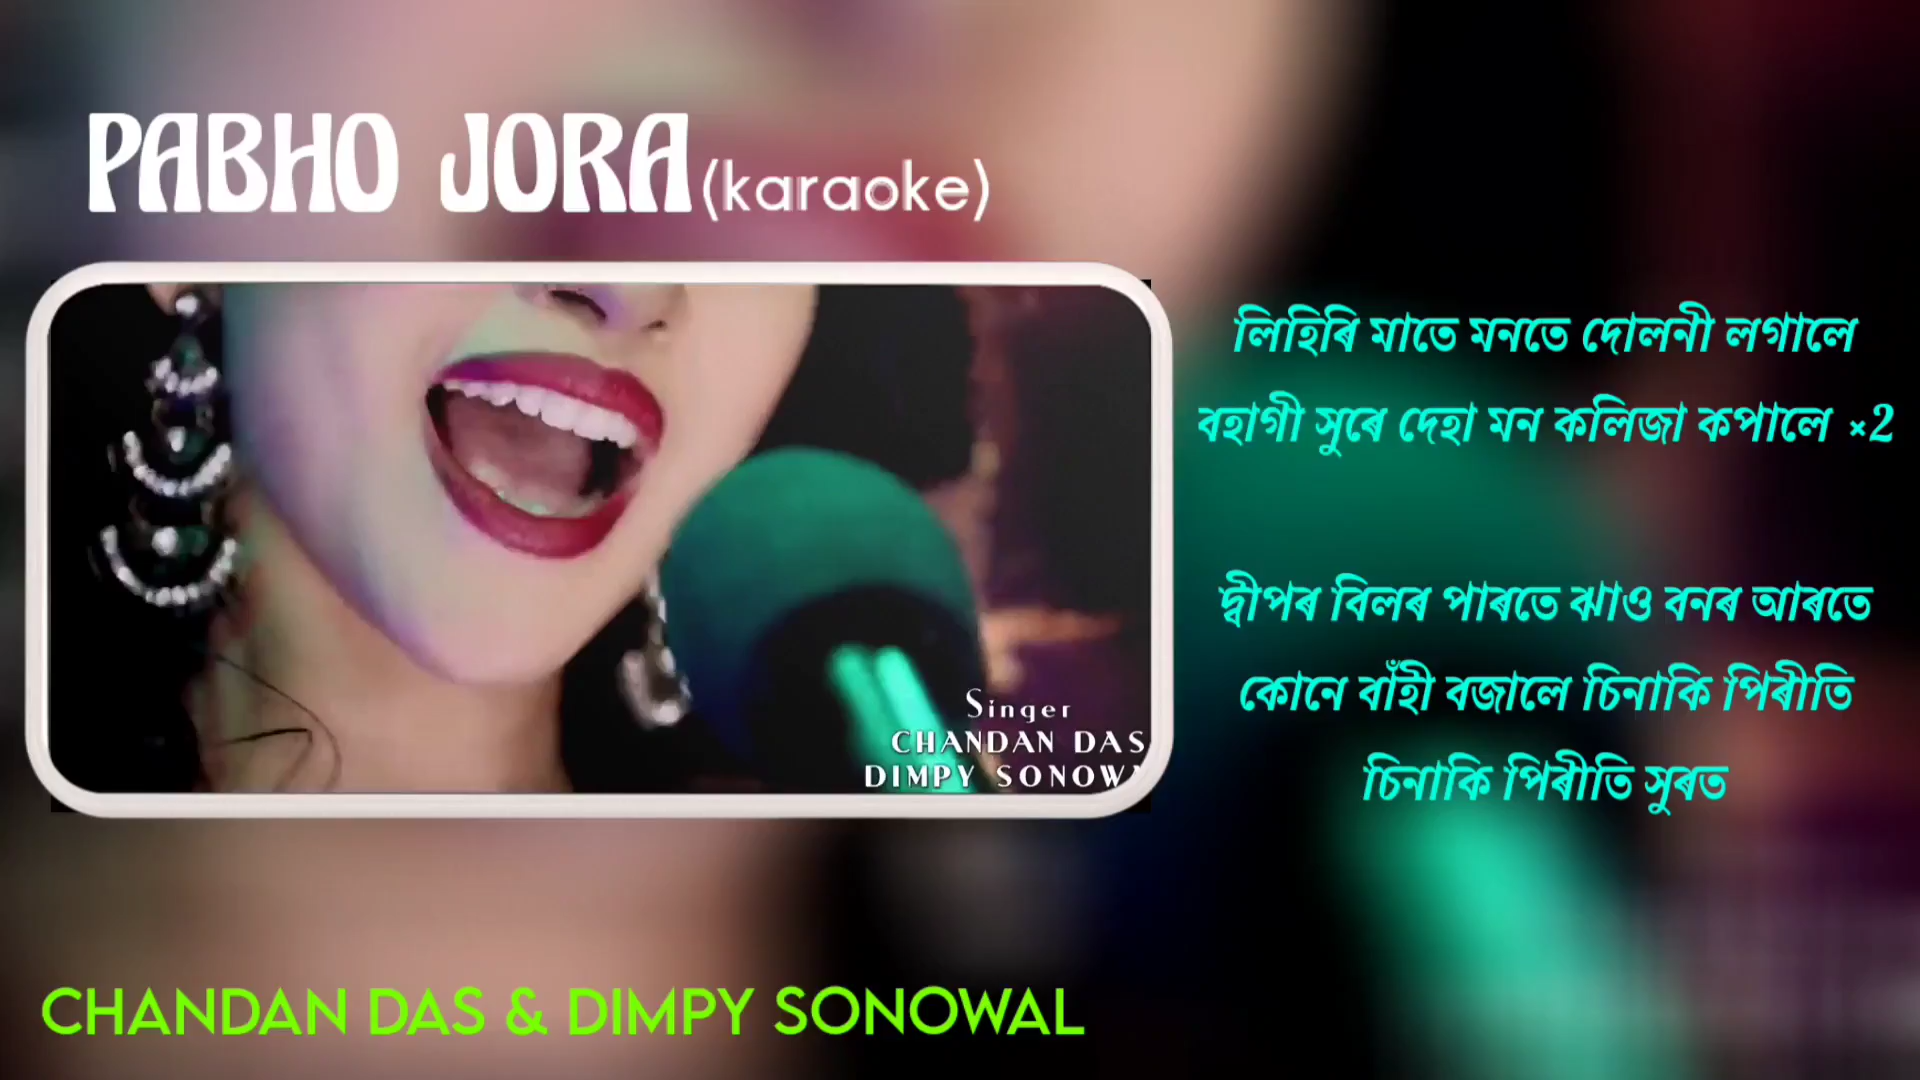 PABHO JORA (karaoke)
লিহিৰি মাতে মনতে দোলনী লগালে
বহাগী সুৰে দেহা মন কলিজা কপালে ×2
দ্বীপৰ বিলৰ পাৰতে ঝাও বনৰ আৰতে
কোনে বাঁহী বজালে চিনাকি পিৰীতি
চিনাকি পিৰীতি সুৰত
Singer
CHANDAN DAS
DIMPY SONOW
CHANDAN DAS & DIMPY SONOWAL